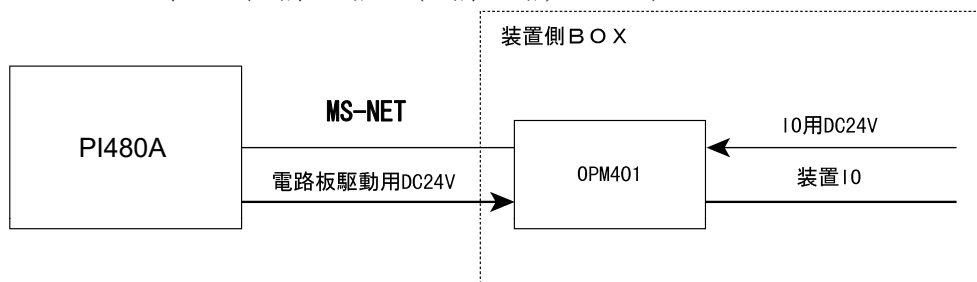 装置側ＢＯＸ
MS-NET
PI480A
IO用DC24V
OPM401
電路板駆動用DC24V
装置IO